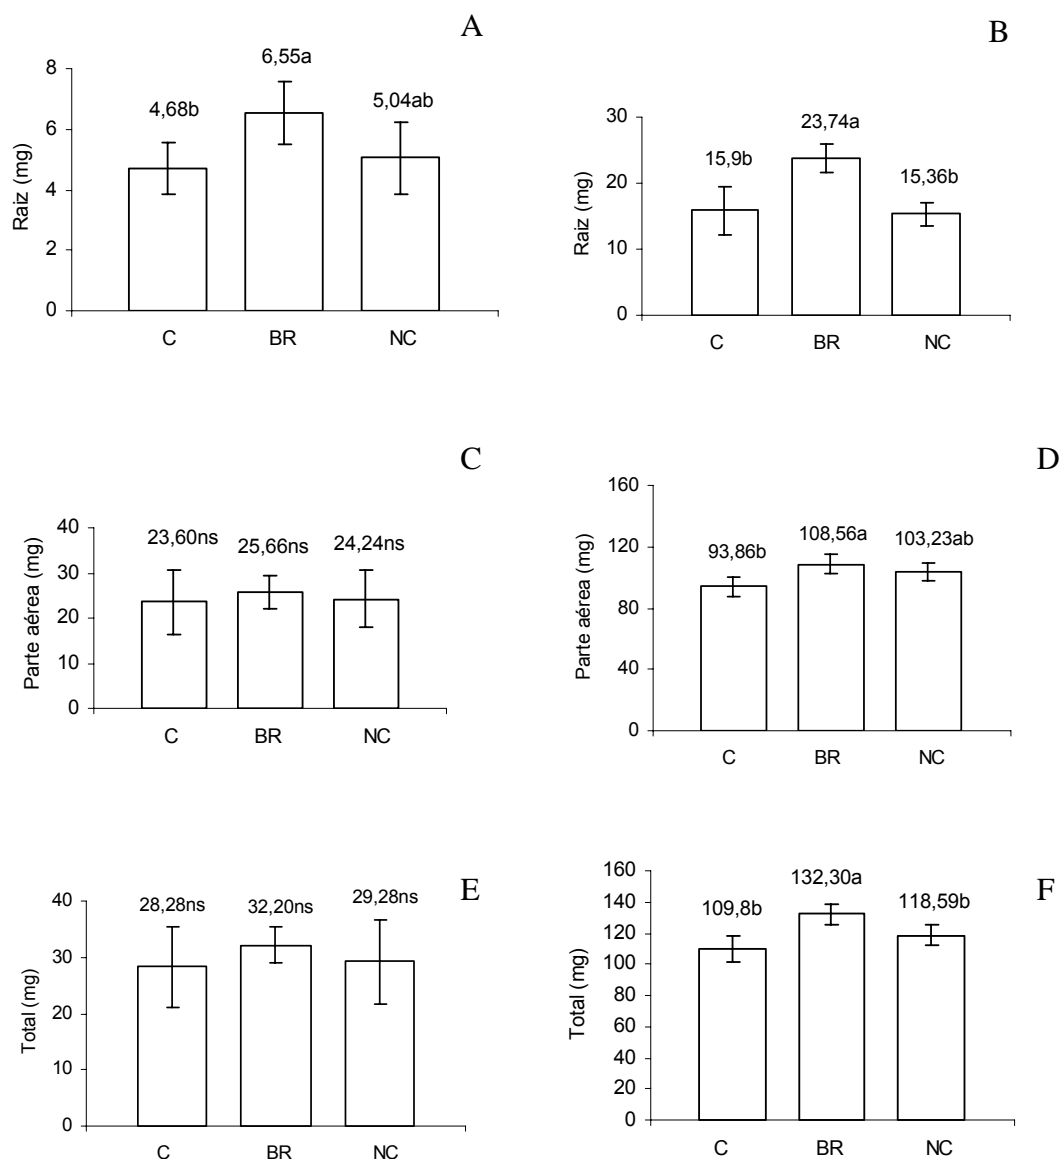 A
6,55a
4,68b
5,04ab
8
6
4
2
0
Raiz (mg)
C BR NC
B
23,74a
15,9b
15,36b
30
20
10
0
Raiz (mg)
C BR NC
C
23,60ns
25,66ns
24,24ns
40
30
20
10
0
Parte aérea (mg)
C BR NC
D
108,56a
93,86b
103,23ab
160
120
80
40
0
Parte aérea (mg)
C BR NC
E
28,28ns
32,20ns
29,28ns
40
30
20
10
0
Total (mg)
C BR NC
F
132,30a
109,8b
118,59b
160
140
120
100
80
60
40
20
0
Total (mg)
C BR NC